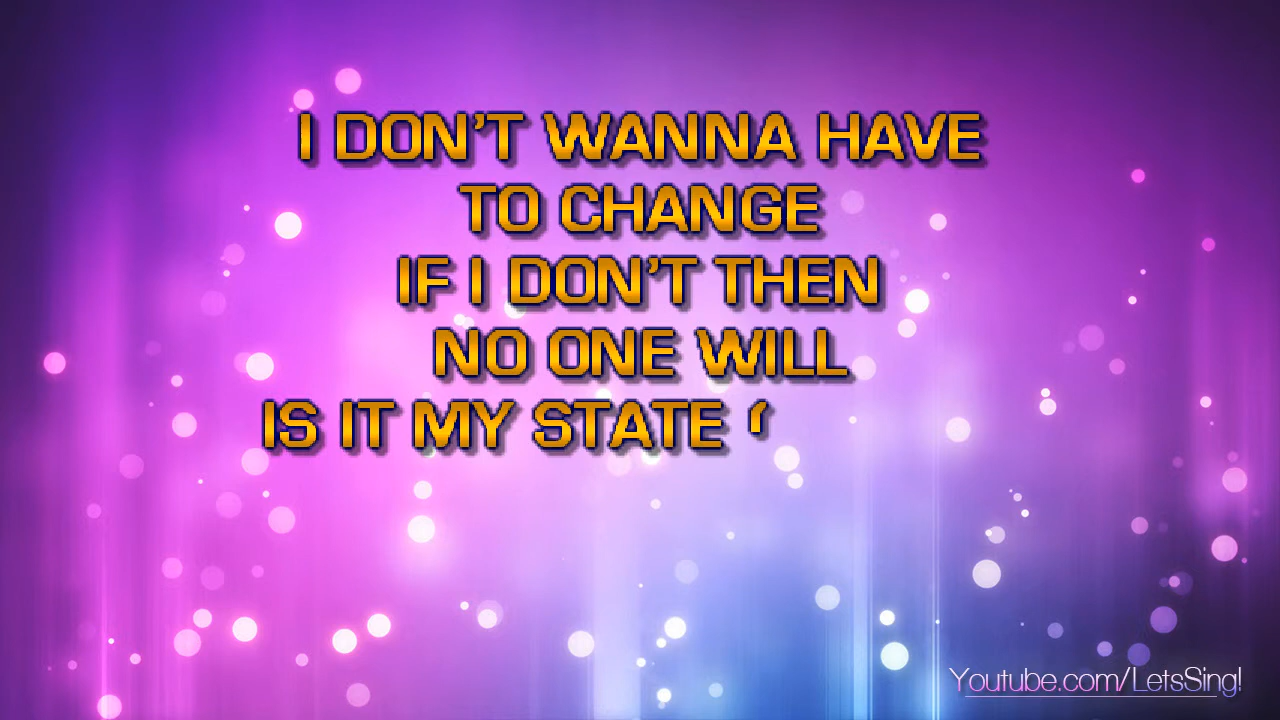 I DON'T WANNA HAVE
TO CHANGE
IF I DON'T THEN
NO ONE WILL
IS IT MY STATE
Youtube.com/LetsSing!